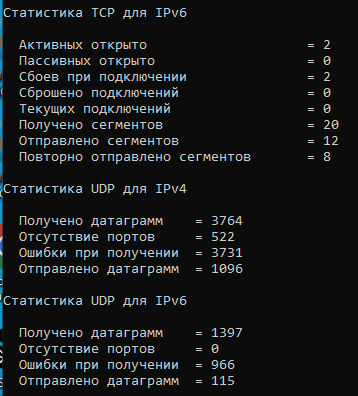 Статистика TCP для IPv6
Активных открыто = 2
Пассивных открыто = 0
Сбоев при подключении = 2
Сброшено подключений = 0
Текущих подключений = 0
Получено сегментов = 20
Отправлено сегментов = 12
Повторно отправлено сегментов = 8
Статистика UDP для IPv4
Получено датаграмм = 3764
Отсутствие портов = 522
Ошибки при получении = 3731
Отправлено датаграмм = 1096
Статистика UDP для IPv6
Получено датаграмм = 1397
Отсутствие портов = 0
Ошибки при получении = 966
Отправлено датаграмм = 115